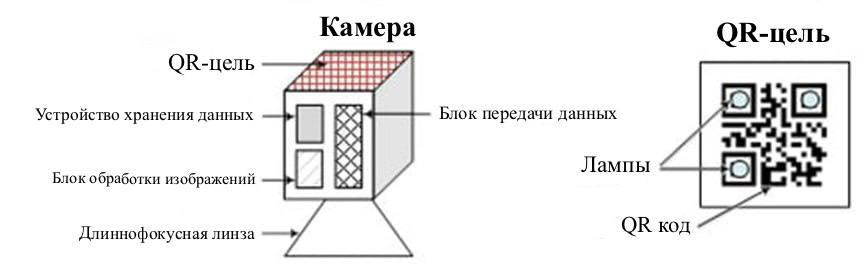 Камера
QR-цель
Устройство хранения данных
Блок передачи данных
Блок обработки изображений
Длиннофокусная линза
QR-цель
Лампы
QR код